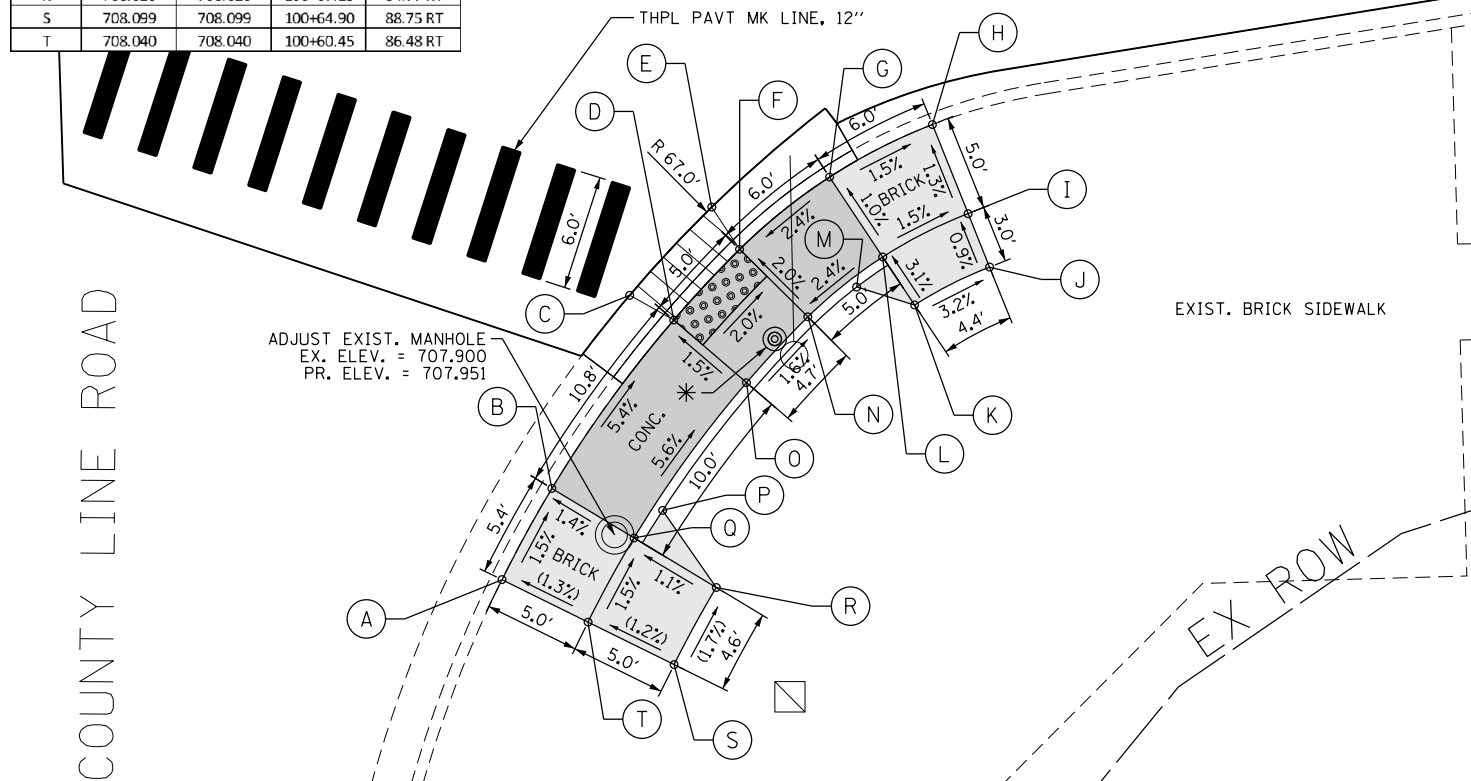 S 708.099 708.099 100+64.90 88.75 RT
T 708.040 708.040 100+60.45 86.48 RT
THPL PAVT MK LINE, 12"
H
E
G
F
D
6.0'
R 67.0'
6.0'
5.0'
1.5%
1.3%
BRICK
I
2.4%
1.0%
1.5%
6.0'
M
3.0'
5.0'
2.0%
2.4%
0.9%
J
3.1%
C
5.0'
3.2%
4.4'
EXIST. BRICK SIDEWALK
2.0%
ADJUST EXIST. MANHOLE
EX. ELEV. = 707.900
PR. ELEV. = 707.951
1.5%
1.6%
4.7'
10.8'
B
5.4%
CONC.
N
K
5.6%
O
L
10.0'
P
5.4'
1.4%
Q
1.5%
BRICK
(1.3%)
1.1%
1.5%
(1.2%)
A
R
5.0'
(1.7%)
4.6'
5.0'
T
S
EX ROW
COUNTY LINE ROAD